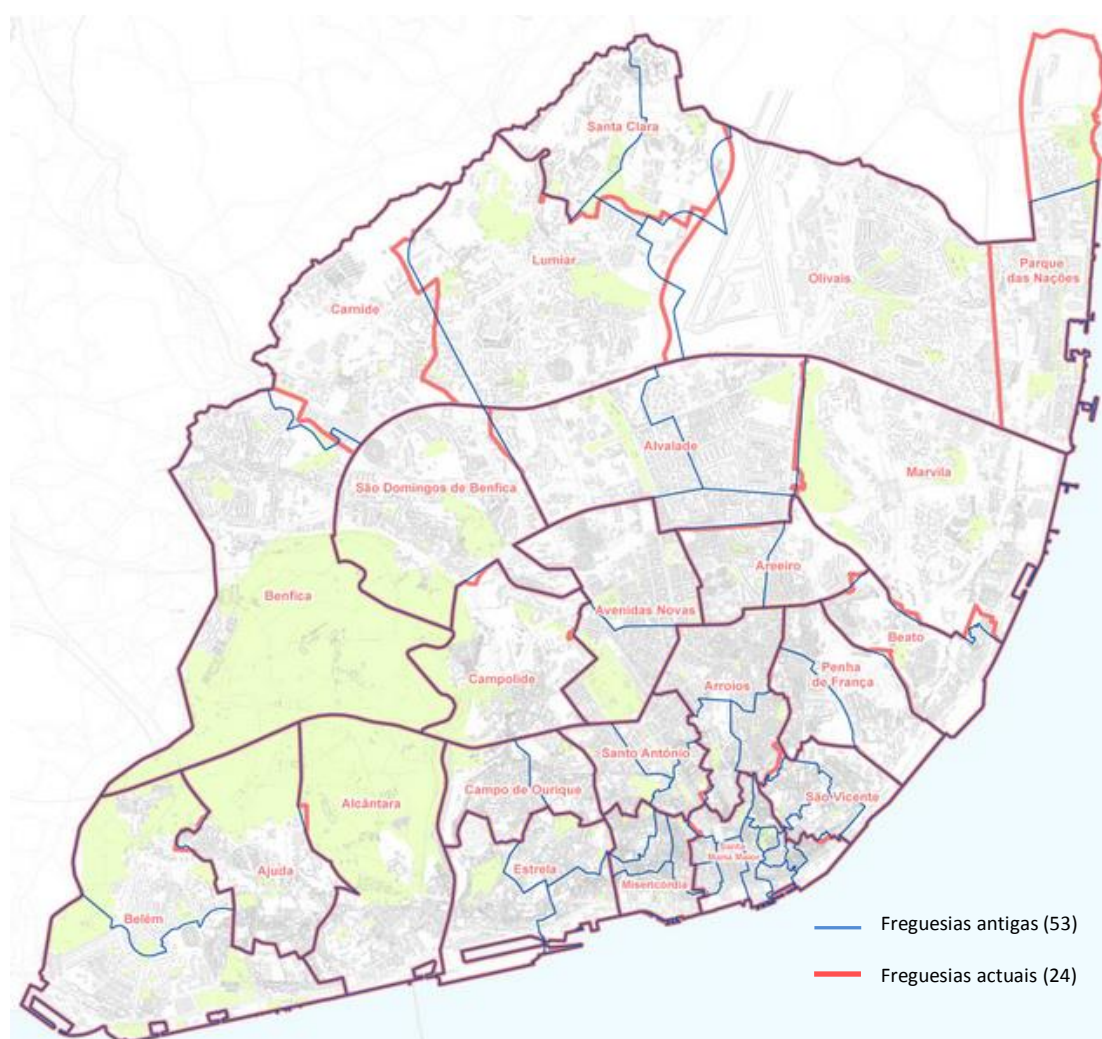 Santa Clara
Lumiar
Olivais
Parque
das Nações
Carnide
Alvalade
Marvila
São Domingos de Benfica
Areeiro
Benfica
Avenidas Novas
Beato
Penha
de França
Campolide
Arroios
Santo António
Campo de Ourique
São Vicente
Alcântara
Santa
Maria Maior
Ajuda
Estrela
Misericórdia
Belém
Freguesias antigas (53)
Freguesias actuais (24)